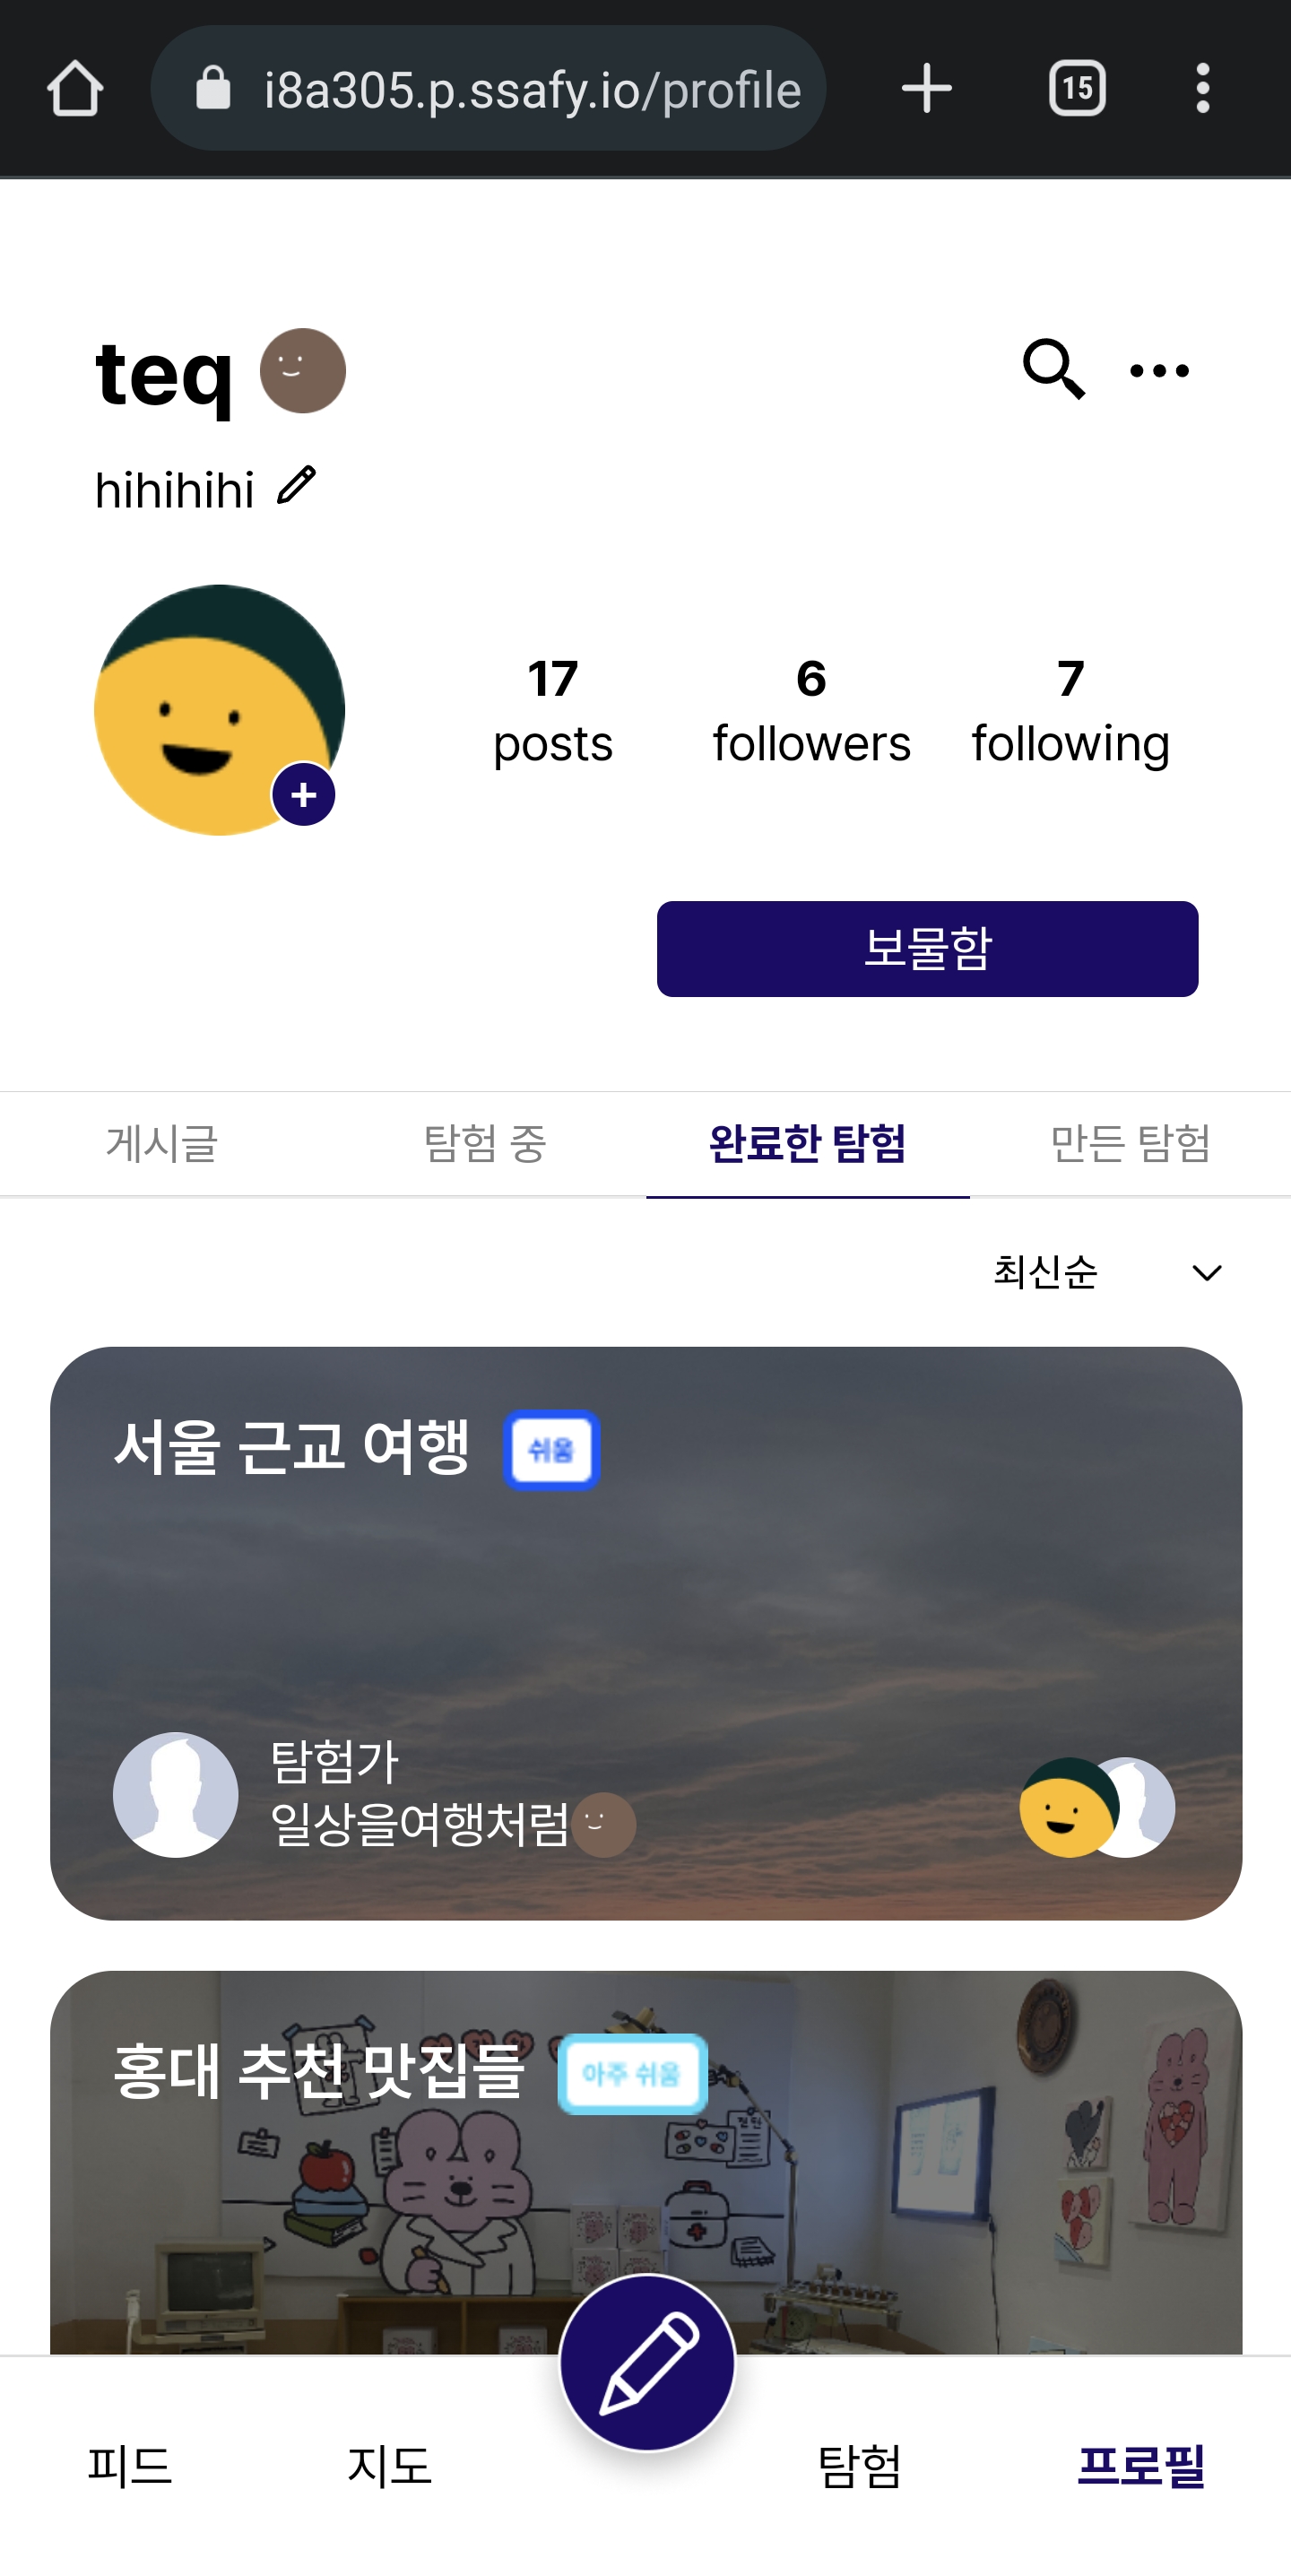 i8a305.p.ssafy.io/profile
15
teq
hihihihi
17 6 7
posts followers following
보물함
게시글 탐험 중 완료한 탐험 만든 탐험
최신순
서울 근교 여행 쉬움
탐험가
일상을여행처럼
홍대 추천 맛집들 아주 쉬움
피드 지도 탐험 프로필